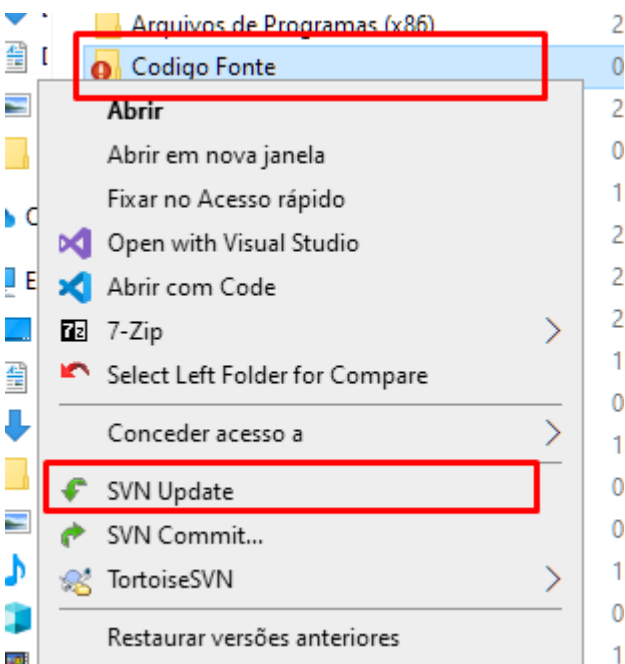 Arquivos de Programas (x86)
Codigo Fonte
Abrir
Abrir em nova janela
Fixar no Acesso rápido
Open with Visual Studio
Abrir com Code
7-Zip
Select Left Folder for Compare
Conceder acesso a
SVN Update
SVN Commit...
TortoiseSVN
Restaurar versões anteriores